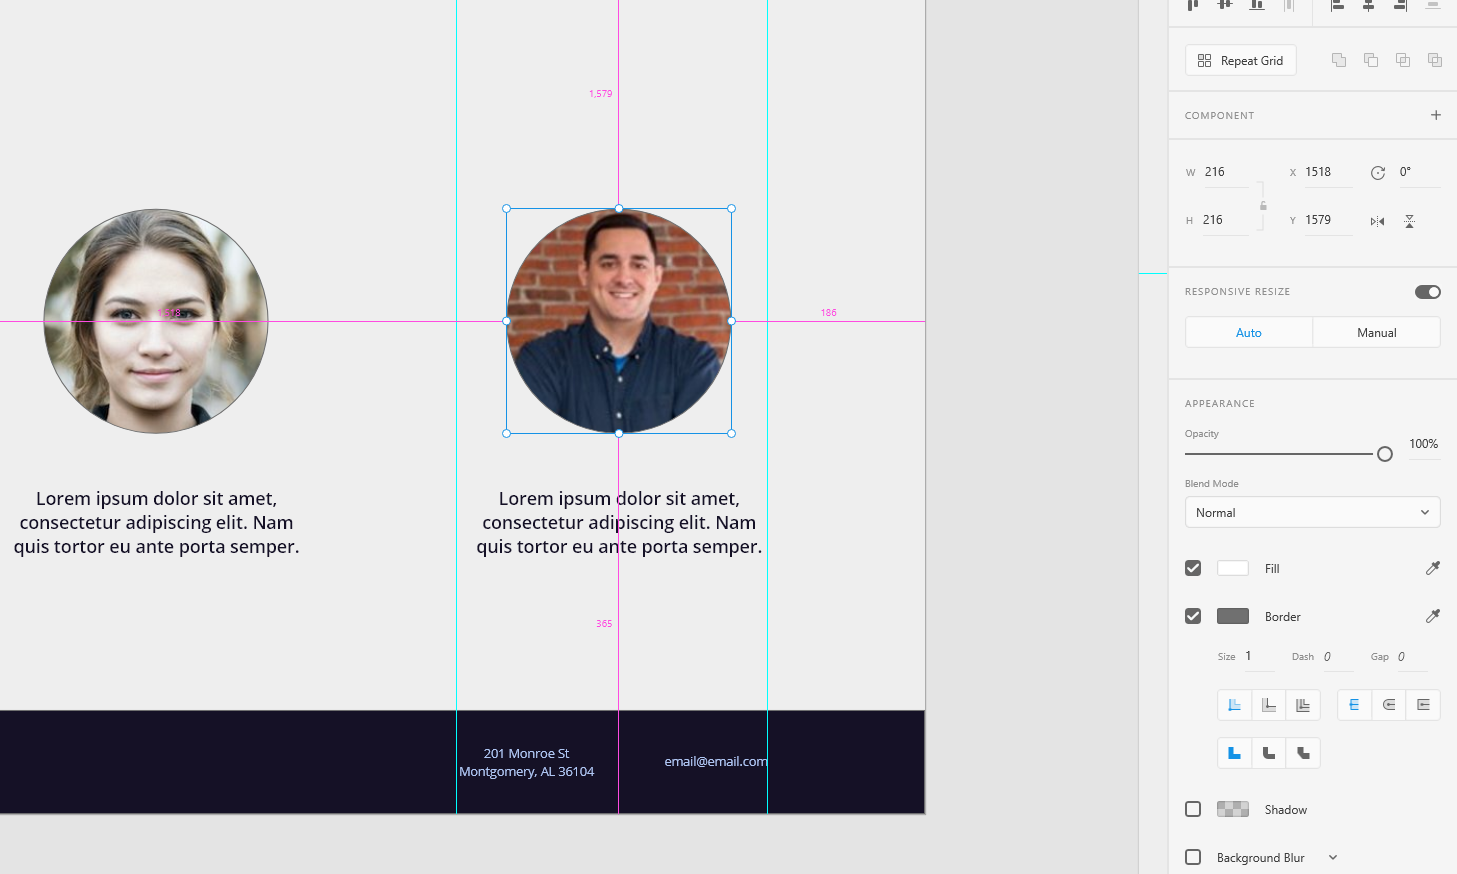 1,579
1,518
186
Lorem ipsum dolor sit amet,
consectetur adipiscing elit. Nam
quis tortor eu ante porta semper.
Lorem ipsum dolor sit amet,
consectetur adipiscing elit. Nam
quis tortor eu ante porta semper.
365
201 Monroe St
Montgomery, AL 36104
email@email.com
Repeat Grid
COMPONENT
W 216 X 1518 0°
H 216 Y 1579
RESPONSIVE RESIZE
Auto Manual
APPEARANCE
Opacity
100%
Blend Mode
Normal
Fill
Border
Size 1 Dash 0 Gap 0
Shadow
Background Blur